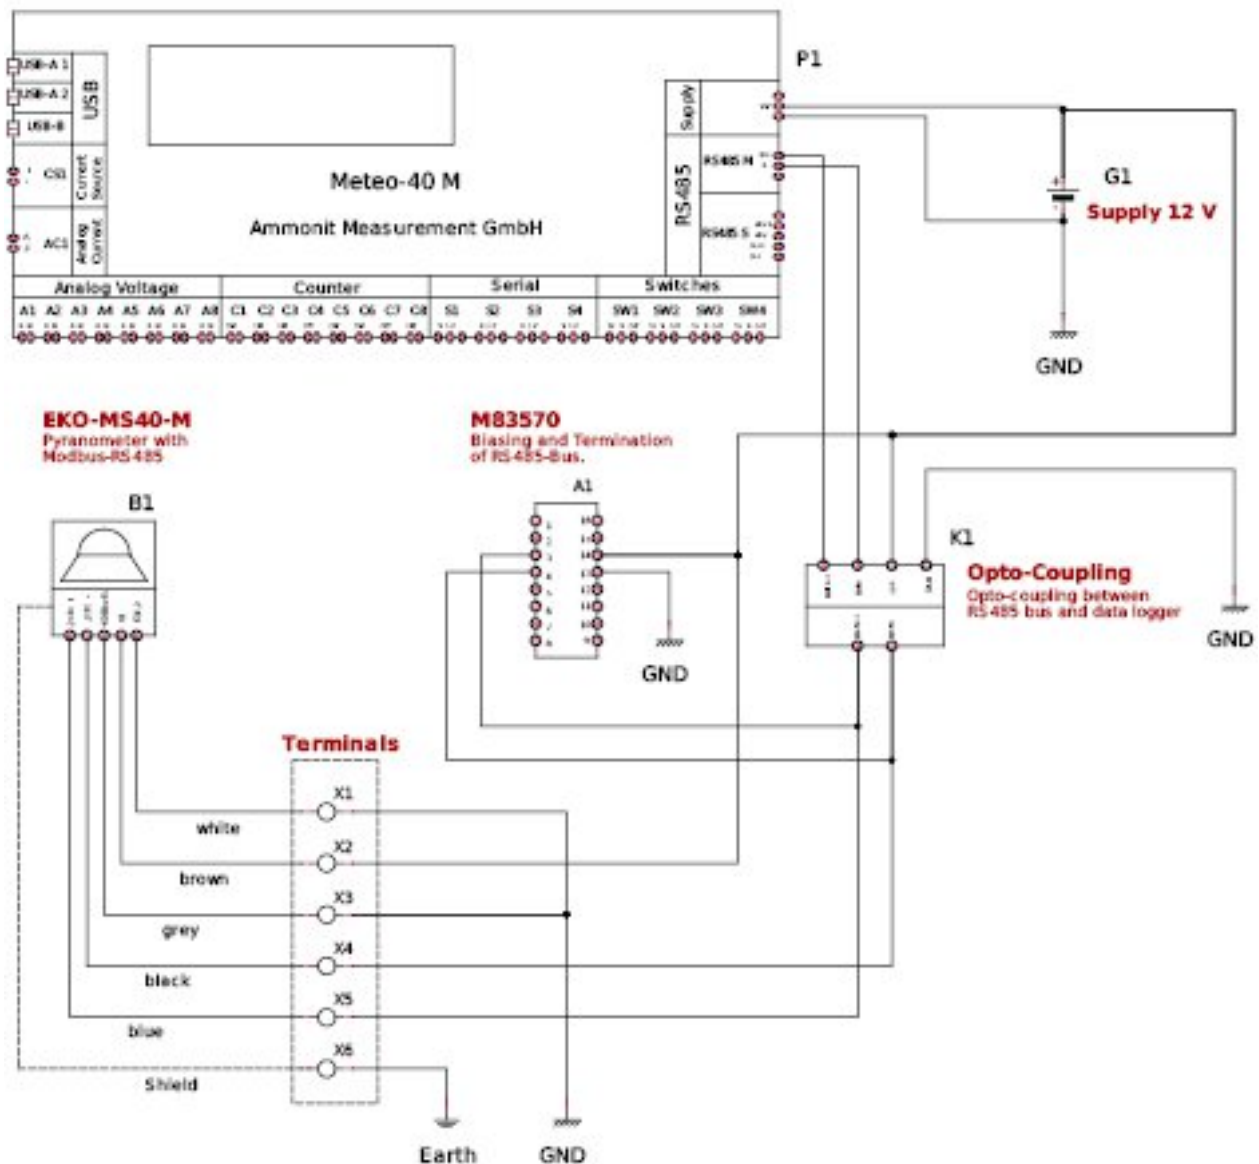 P1
USB-A 1
USB-A 2
USB-B
USB
Supply
CS1
Current
Source
Meteo-40 M
RS485 M
RS485
G1
Supply 12 V
AC1
Analog
Current
Ammonit Measurement GmbH
RS485 S
Analog Voltage
Counter
Serial
Switches
A1 A2 A3 A4 A5 A6 A7 A8 C1 C2 C3 C4 C5 C6 C7 C8 S1 S2 S3 S4 SW1 SW2 SW3 SW4
GND
EKO-MS40-M
Pyranometer with
Modbus-RS485
M83570
Biasing and Termination
of RS485-Bus.
B1
A1
K1
Opto-Coupling
Opto-coupling between
RS485 bus and data logger
GND
GND
Terminals
X1
white
X2
brown
X3
grey
X4
black
X5
blue
X6
Shield
Earth
GND